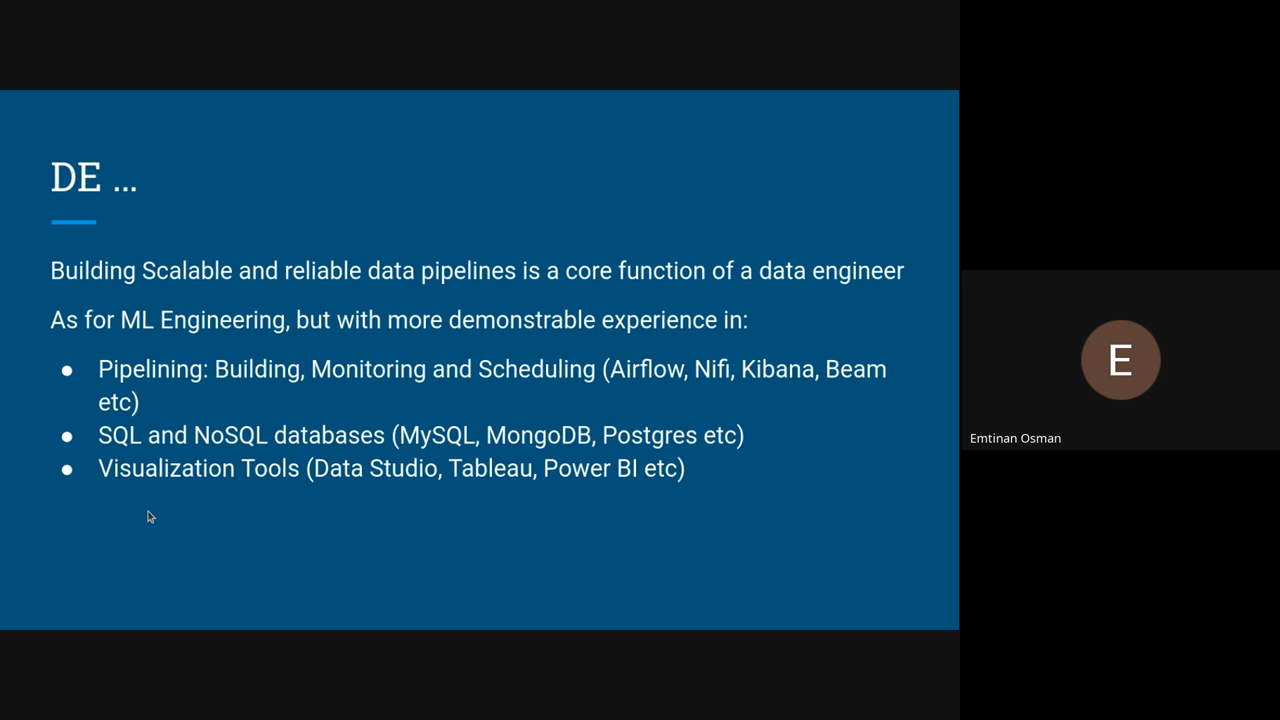 DE ...
Building Scalable and reliable data pipelines is a core function of a data engineer
As for ML Engineering, but with more demonstrable experience in:
● Pipelining: Building, Monitoring and Scheduling (Airflow, Nifi, Kibana, Beam
etc)
● SQL and NoSQL databases (MySQL, MongoDB, Postgres etc)
● Visualization Tools (Data Studio, Tableau, Power BI etc)
E
Emtinan Osman